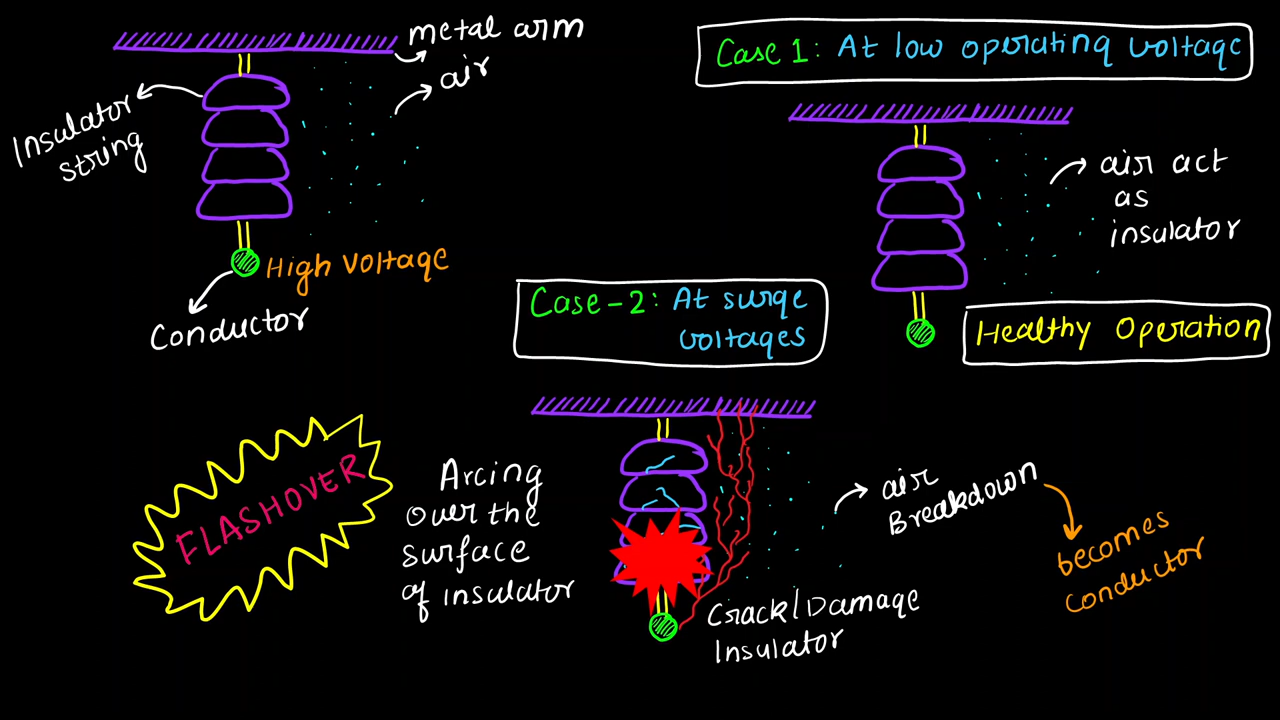 metal arm
air
Insulator
string
High Voltage
Conductor
Case 1: At low operating voltage
air act
as
insulator
Healthy Operation
Case-2: At surge
voltages
FLASHOVER
Arcing
over the
surface
of insulator
air
Breakdown
becomes
Conductor
Crack/Damage
Insulator